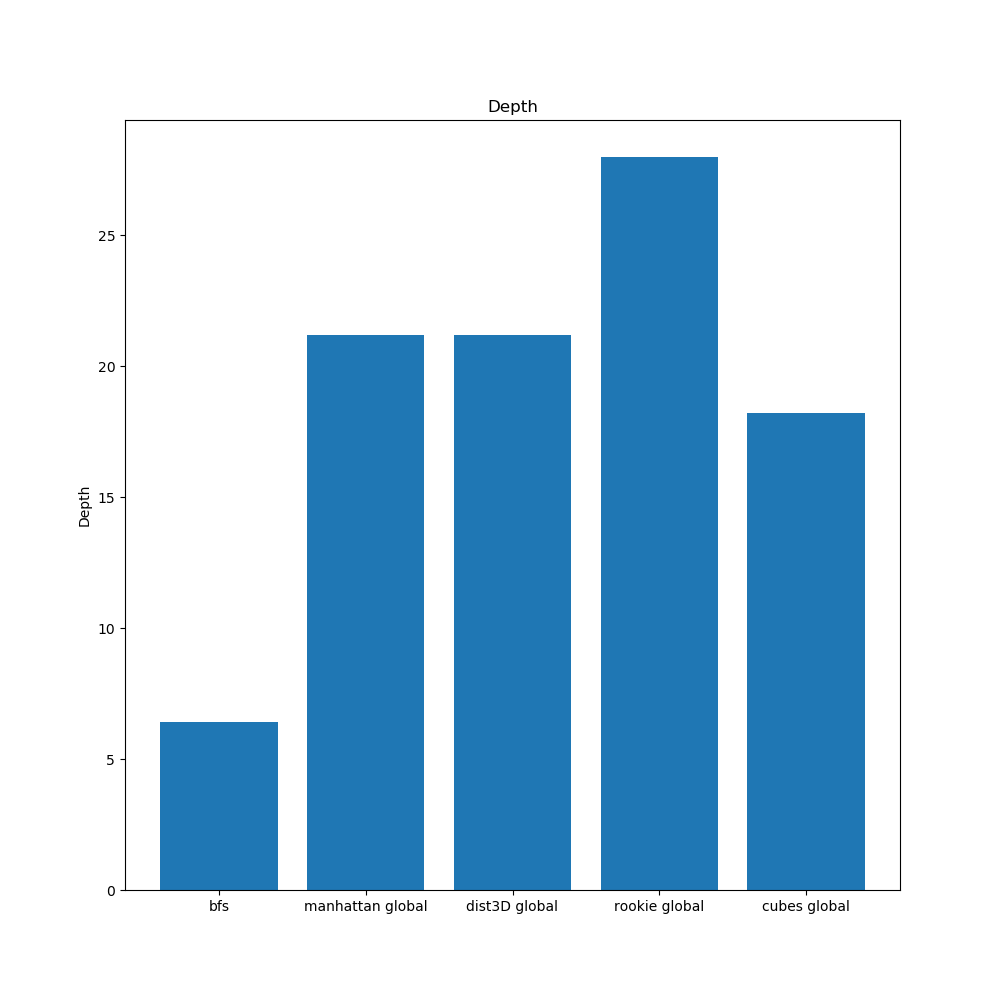 Depth
Depth
25
20
15
10
5
0
bfs
manhattan global
dist3D global
rookie global
cubes global